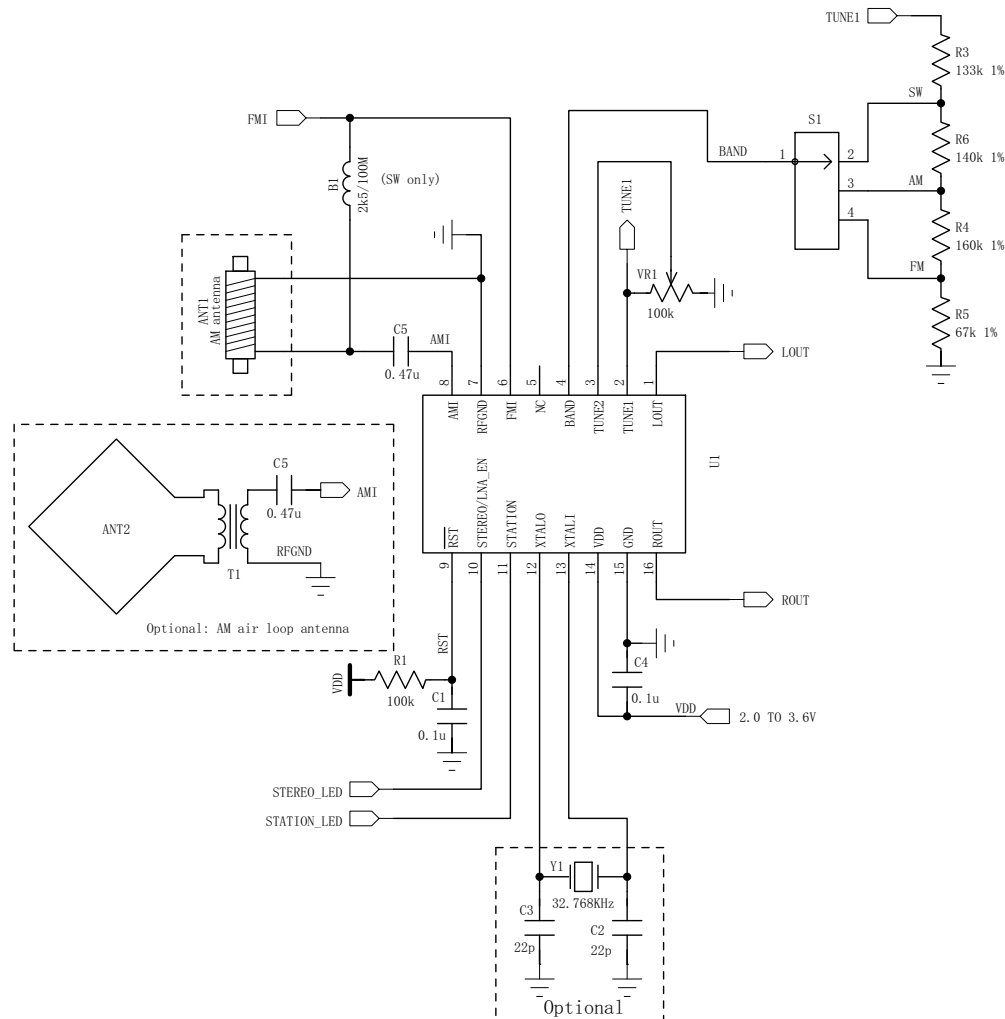 TUNE1
R3
133k 1%
SW
R6
140k 1%
AM
R4
160k 1%
FM
R5
67k 1%
S1
BAND
1
2
3
4
FMI
B1
2k5/100M
(SW only)
ANT1
AM antenna
C5
0.47u
AMI
TUNE1
VR1
100k
LOUT
8
7
6
5
4
3
2
1
AMI
RFGND
FMI
NC
BAND
TUNE2
TUNE1
LOUT
U1
RST
STEREO/LNA_EN
STATION
XTALO
XTALI
VDD
GND
ROUT
9
10
11
12
13
14
15
16
ANT2
C5
0.47u
AMI
RFGND
T1
Optional: AM air loop antenna
ROUT
RST
VDD
R1
100k
C1
0.1u
C4
0.1u
VDD
2.0 TO 3.6V
STEREO_LED
STATION_LED
Y1
32.768KHz
C3
22p
C2
22p
Optional